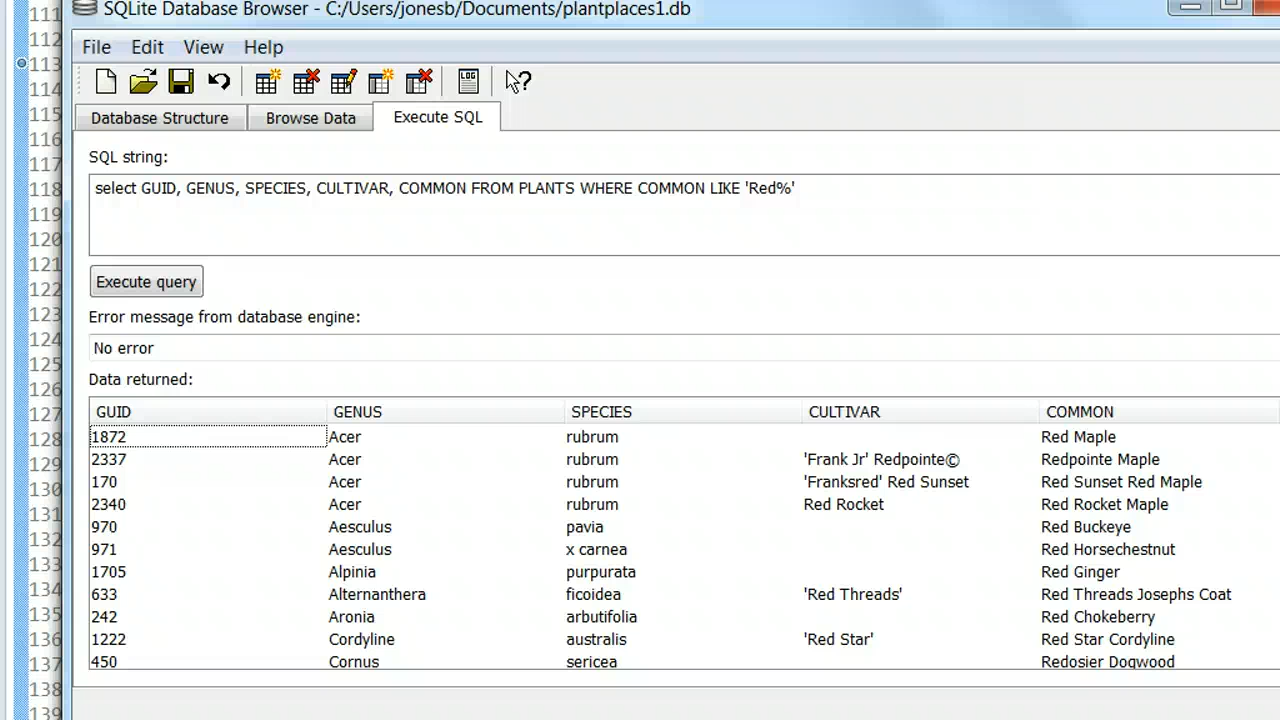 SQLite Database Browser - C:/Users/jonesb/Documents/plantplaces1.db
File Edit View Help
LOG
Database Structure Browse Data Execute SQL
SQL string:
select GUID, GENUS, SPECIES, CULTIVAR, COMMON FROM PLANTS WHERE COMMON LIKE 'Red%'
Execute query
Error message from database engine:
No error
Data returned:
GUID GENUS SPECIES CULTIVAR COMMON
1872 Acer rubrum Red Maple
2337 Acer rubrum 'Frank Jr' Redpointe© Redpointe Maple
170 Acer rubrum 'Franksred' Red Sunset Red Sunset Red Maple
2340 Acer rubrum Red Rocket Red Rocket Maple
970 Aesculus pavia Red Buckeye
971 Aesculus x carnea Red Horsechestnut
1705 Alpinia purpurata Red Ginger
633 Alternanthera ficoidea 'Red Threads' Red Threads Josephs Coat
242 Aronia arbutifolia Red Chokeberry
1222 Cordyline australis 'Red Star' Red Star Cordyline
450 Cornus sericea Redosier Dogwood
111
112
113
114
115
116
117
118
119
120
121
122
123
124
125
126
127
128
129
130
131
132
133
134
135
136
137
138
139